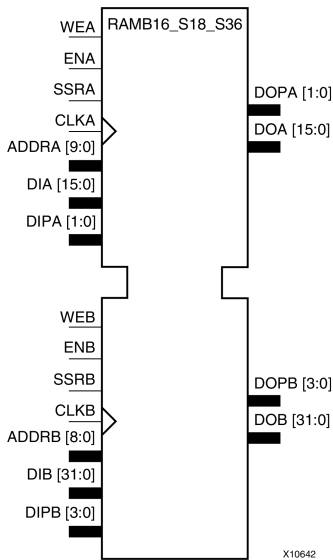 RAMB16_S18_S36
WEA
ENA
SSRA
CLKA
ADDRA [9:0]
DIA [15:0]
DIPA [1:0]
DOPA [1:0]
DOA [15:0]
WEB
ENB
SSRB
CLKB
ADDRB [8:0]
DIB [31:0]
DIPB [3:0]
DOPB [3:0]
DOB [31:0]
X10642